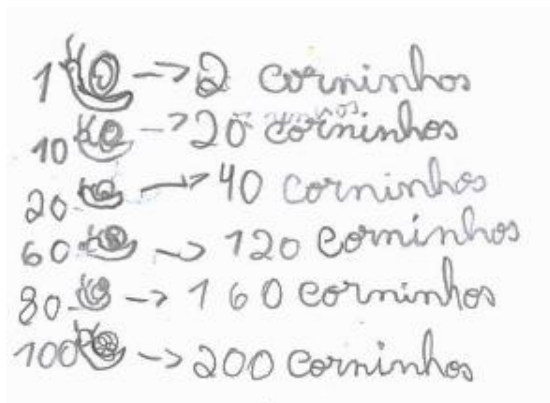 1 → 2 corninhos
10 → 20 corninhos
20 → 40 corninhos
60 → 120 corninhos
80 → 160 corninhos
100 → 200 corninhos